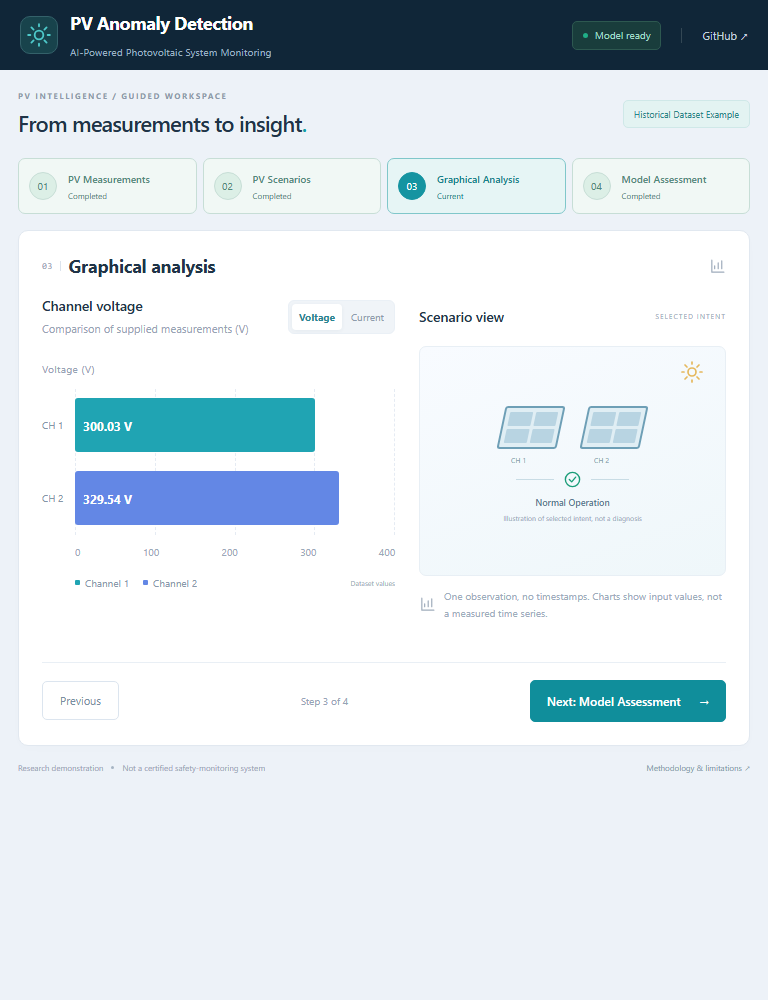 PV Anomaly Detection
AI-Powered Photovoltaic System Monitoring
Model ready
GitHub ↗
PV INTELLIGENCE / GUIDED WORKSPACE
From measurements to insight.
Historical Dataset Example
01
PV Measurements
Completed
02
PV Scenarios
Completed
03
Graphical Analysis
Current
04
Model Assessment
Completed
03
Graphical analysis
Channel voltage
Comparison of supplied measurements (V)
Voltage
Current
Voltage (V)
CH 1
300.03 V
CH 2
329.54 V
0 100 200 300 400
Channel 1
Channel 2
Dataset values
Scenario view
SELECTED INTENT
CH 1
CH 2
Normal Operation
Illustration of selected intent, not a diagnosis
One observation, no timestamps. Charts show input values, not
a measured time series.
Previous
Step 3 of 4
Next: Model Assessment →
Research demonstration • Not a certified safety-monitoring system
Methodology & limitations ↗